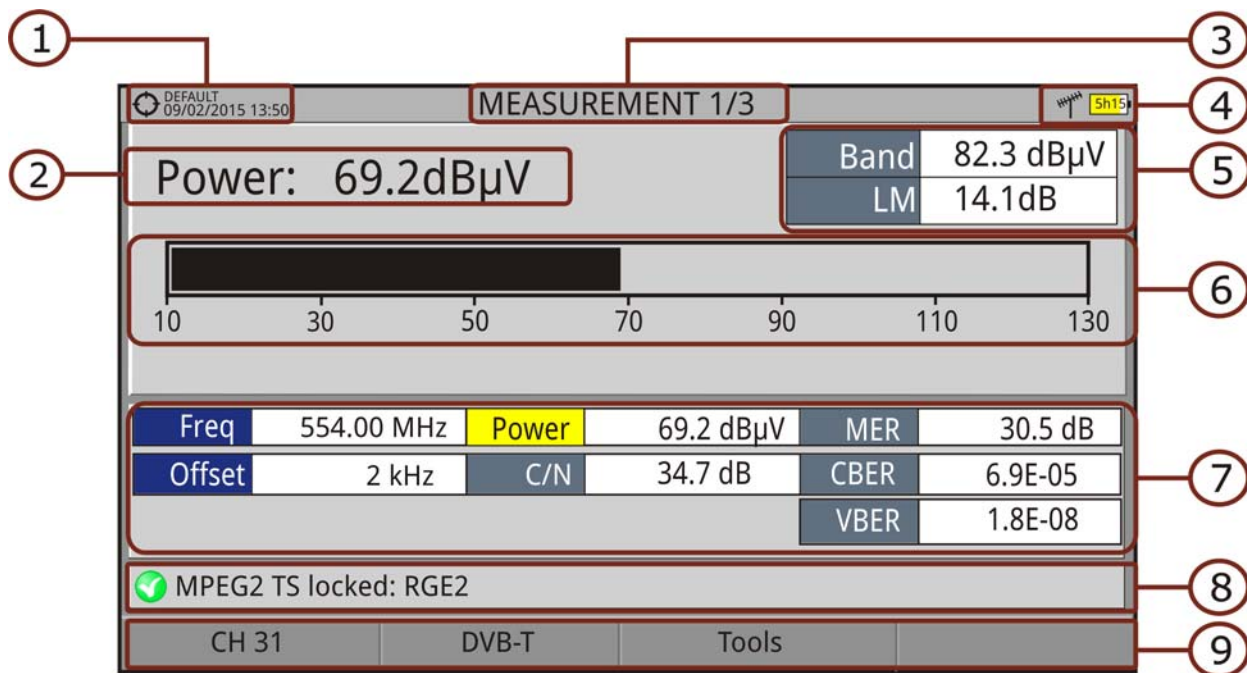 1
3
DEFAULT
09/02/2015 13:50
MEASUREMENT 1/3
5h15
4
2
Power: 69.2dBµV
Band 82.3 dBµV
LM 14.1dB
5
6
10 30 50 70 90 110 130
Freq 554.00 MHz Power 69.2 dBµV MER 30.5 dB
Offset 2 kHz C/N 34.7 dB CBER 6.9E-05
7
VBER 1.8E-08
MPEG2 TS locked: RGE2
8
CH 31 DVB-T Tools
9